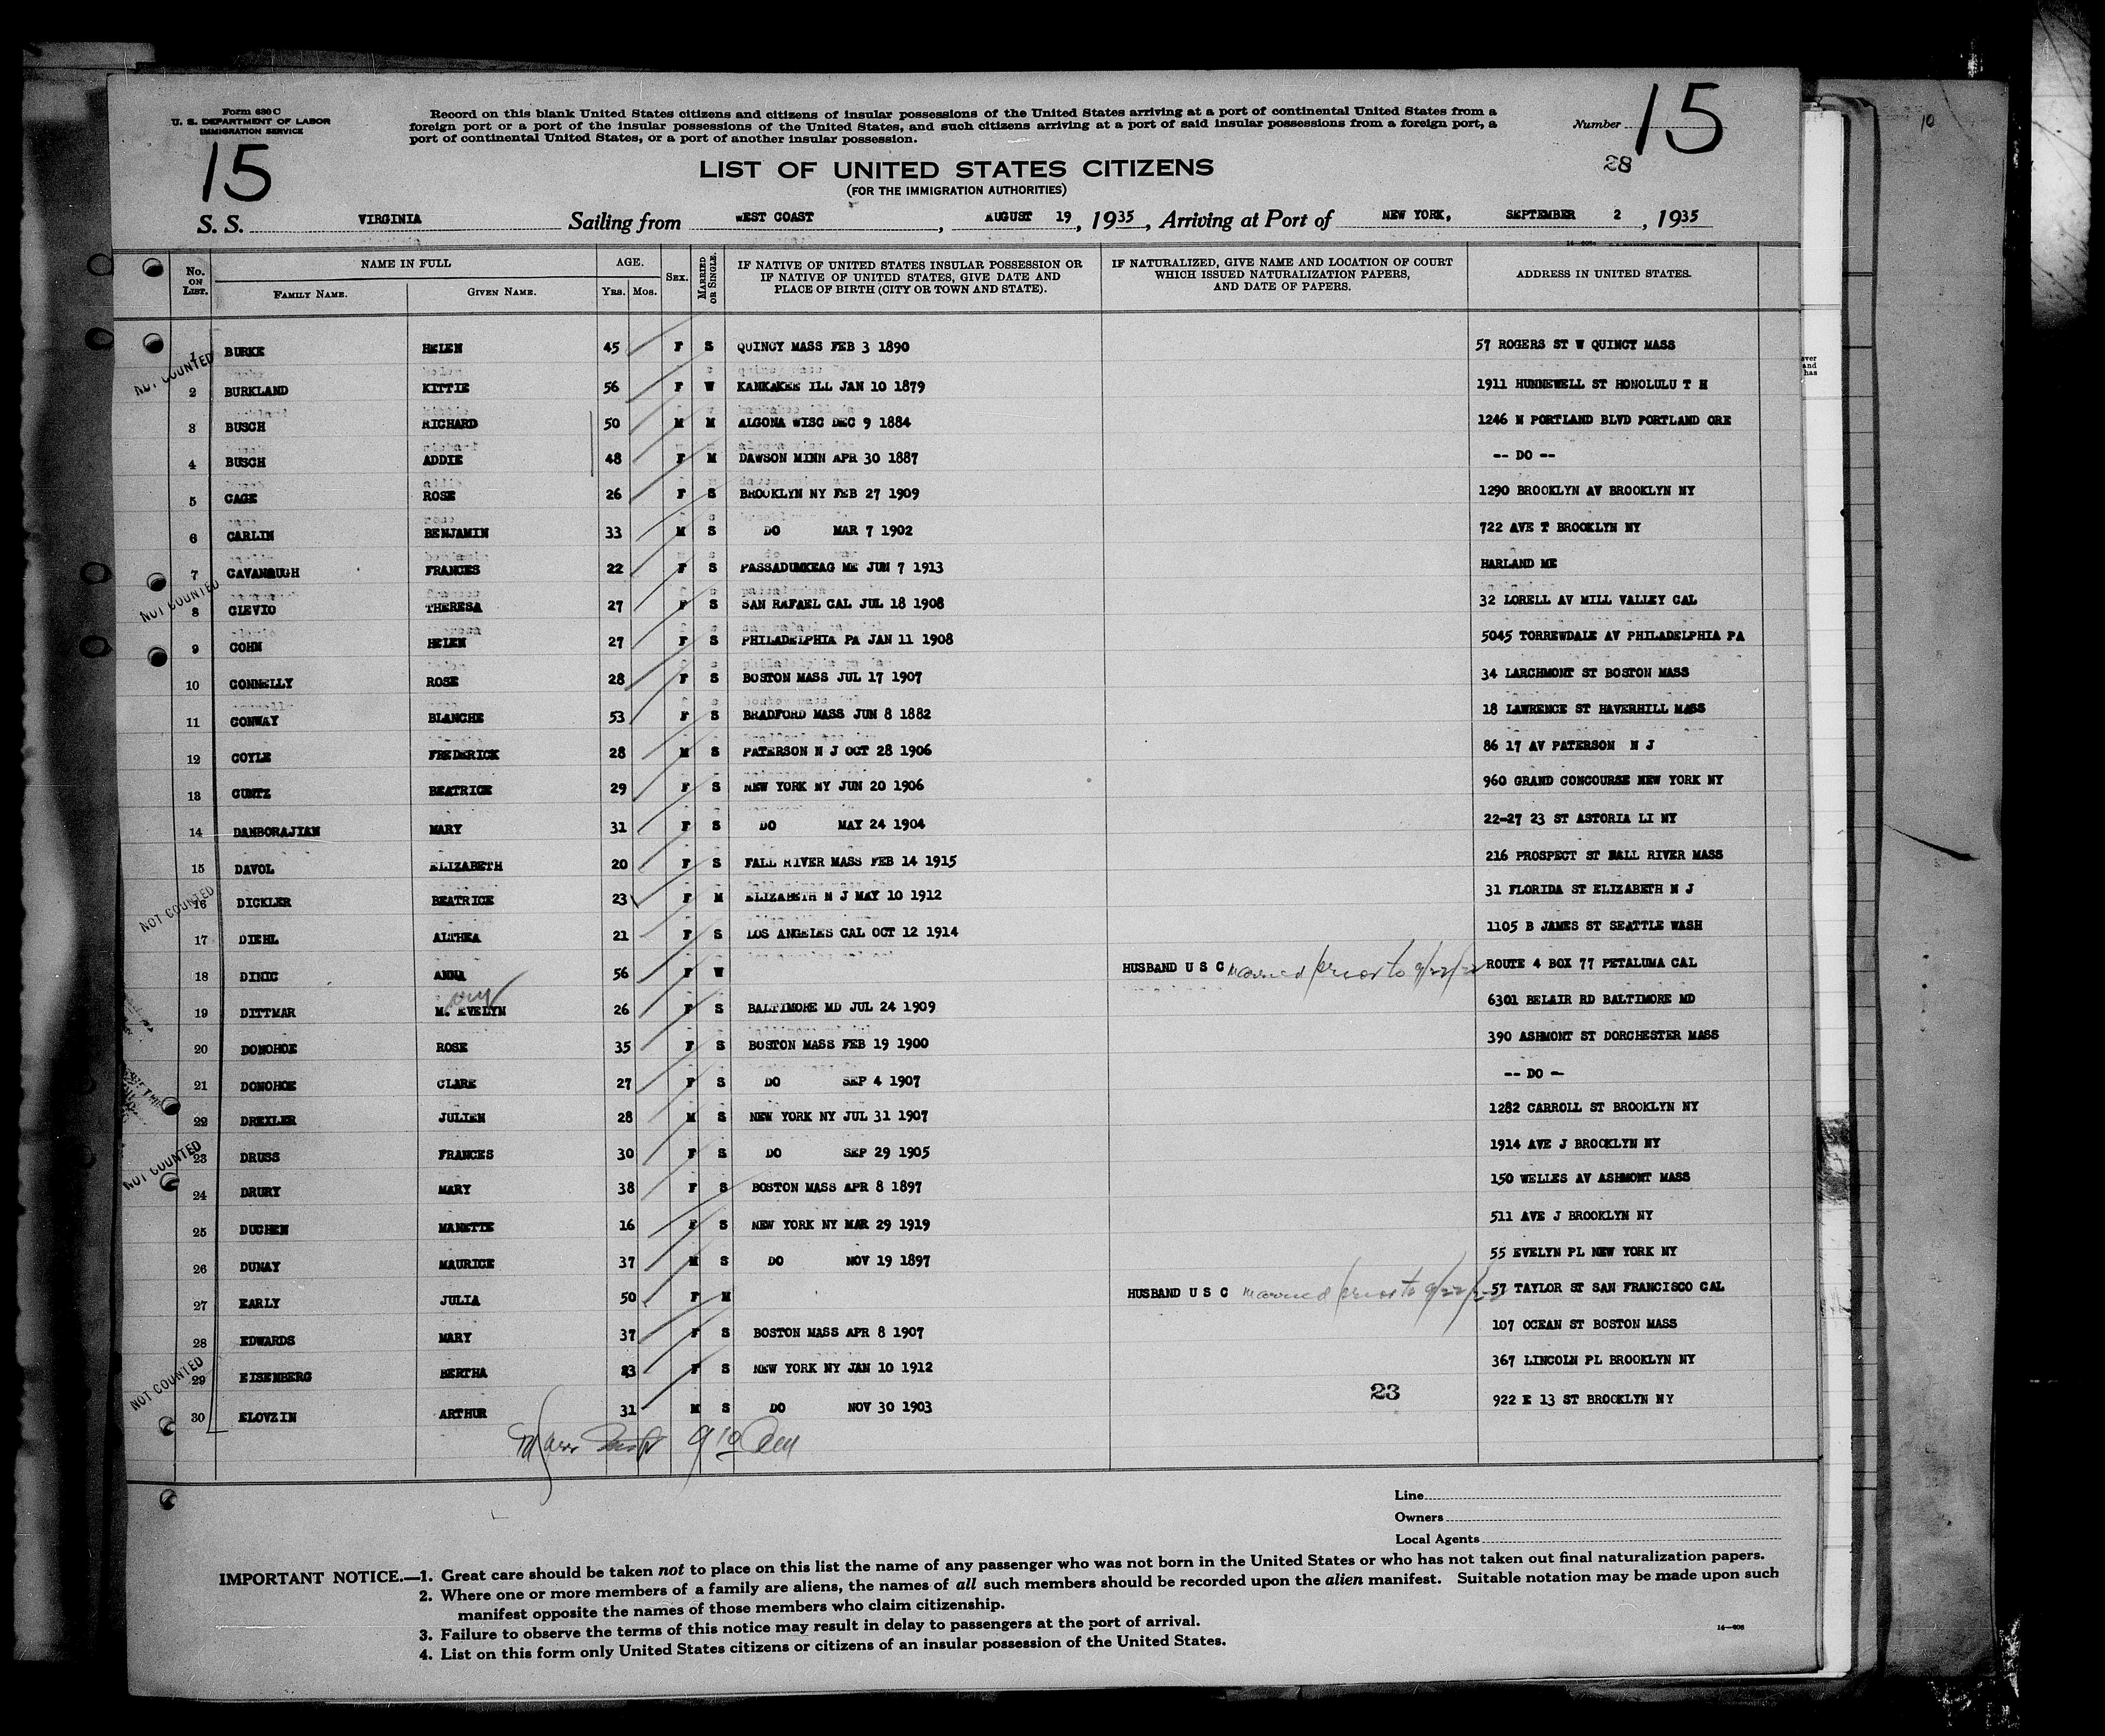 Form 630 C
U. S. DEPARTMENT OF LABOR
IMMIGRATION SERVICE
15
Record on this blank United States citizens and citizens of insular possessions of the United States arriving at a port of continental United States from a
foreign port or a port of the insular possessions of the United States, and such citizens arriving at a port of said insular possessions from a foreign port, a
port of continental United States, or a port of another insular possession.
Number 15
28
LIST OF UNITED STATES CITIZENS
(FOR THE IMMIGRATION AUTHORITIES)
S. S. VIRGINIA Sailing from WEST COAST, AUGUST 19, 1935, Arriving at Port of NEW YORK, SEPTEMBER 2, 1935
No. ON LIST. NAME IN FULL FAMILY NAME. GIVEN NAME. AGE. YRS. MOS. SEX. MARRIED OR SINGLE. IF NATIVE OF UNITED STATES INSULAR POSSESSION OR IF NATIVE OF UNITED STATES, GIVE DATE AND PLACE OF BIRTH (CITY OR TOWN AND STATE). IF NATURALIZED, GIVE NAME AND LOCATION OF COURT WHICH ISSUED NATURALIZATION PAPERS, AND DATE OF PAPERS. ADDRESS IN UNITED STATES.
1 BURKE HELEN 45 F S QUINCY MASS FEB 3 1890 57 ROGERS ST W QUINCY MASS
NOT COUNTED
2 BURKLAND KITTIE 56 F W KANKAKEE ILL JAN 10 1879 1911 HUNNEWELL ST HONOLULU T H
3 BUSCH RICHARD 50 M M ALGOMA WISC DEC 9 1884 1246 N PORTLAND BLVD PORTLAND ORE
4 BUSCH ADDIE 48 F M DAWSON MINN APR 30 1887 -- DO --
5 CAGE ROSE 26 F S BROOKLYN NY FEB 27 1909 1290 BROOKLYN AV BROOKLYN NY
6 CARLIN BENJAMIN 33 M S DO MAR 7 1902 722 AVE T BROOKLYN NY
7 CAVANAUGH FRANCES 22 F S PASSADUMKEAG ME JUN 7 1913 HARLAND ME
NOT COUNTED
8 CLEVIO THERESA 27 F S SAN RAFAEL CAL JUL 18 1908 32 LORELL AV MILL VALLEY CAL
9 COHN HELEN 27 F S PHILADELPHIA PA JAN 11 1908 5045 TORREWDALE AV PHILADELPHIA PA
10 CONNELLY ROSE 28 F S BOSTON MASS JUL 17 1907 34 LARCHMONT ST BOSTON MASS
11 CONWAY BLANCHE 53 F S BRADFORD MASS JUN 8 1882 18 LAWRENCE ST HAVERHILL MASS
12 COYLE FREDERICK 28 M S PATERSON N J OCT 28 1906 86 17 AV PATERSON N J
13 CUNTZ BEATRICE 29 F S NEW YORK NY JUN 20 1906 960 GRAND CONCOURSE NEW YORK NY
14 DANBORAJIAN MARY 31 F S DO MAY 24 1904 22-27 23 ST ASTORIA LI NY
15 DAVOL ELIZABETH 20 F S FALL RIVER MASS FEB 14 1915 216 PROSPECT ST FALL RIVER MASS
NOT COUNTED
16 DICKLER BEATRICE 23 F M ELIZABETH N J MAY 10 1912 31 FLORIDA ST ELIZABETH N J
17 DIEHL ALTHEA 21 F S LOS ANGELES CAL OCT 12 1914 1105 B JAMES ST SEATTLE WASH
18 DINIC ANNA 56 F W HUSBAND U S C married prior to 9/22/22 ROUTE 4 BOX 77 PETALUMA CAL
19 DITTMAR M. EVELYN 26 F S BALTIMORE MD JUL 24 1909 6301 BELAIR RD BALTIMORE MD
20 DONOHOE ROSE 35 F S BOSTON MASS FEB 19 1900 390 ASHMONT ST DORCHESTER MASS
21 DONOHOE CLARE 27 F S DO SEP 4 1907 -- DO --
22 DREXLER JULIEN 28 M S NEW YORK NY JUL 31 1907 1282 CARROLL ST BROOKLYN NY
23 DRUSS FRANCES 30 F S DO SEP 29 1905 1914 AVE J BROOKLYN NY
NOT COUNTED
24 DRURY MARY 38 F S BOSTON MASS APR 8 1897 150 WELLES AV ASHMONT MASS
25 DUCHEN MANETTE 16 F S NEW YORK NY MAR 29 1919 511 AVE J BROOKLYN NY
26 DUNAY MAURICE 37 M S DO NOV 19 1897 55 EVELYN PL NEW YORK NY
27 EARLY JULIA 50 F M HUSBAND U S C married prior to 9/22/22 57 TAYLOR ST SAN FRANCISCO CAL
28 EDWARDS MARY 37 F S BOSTON MASS APR 8 1907 107 OCEAN ST BOSTON MASS
29 EISENBERG BERTHA 23 F S NEW YORK NY JAN 10 1912 367 LINCOLN PL BROOKLYN NY
NOT COUNTED
23
30 ELOVZIN ARTHUR 31 M S DO NOV 30 1903 922 E 13 ST BROOKLYN NY
9 10 Am
Line
Owners
Local Agents
IMPORTANT NOTICE.—1. Great care should be taken not to place on this list the name of any passenger who was not born in the United States or who has not taken out final naturalization papers.
2. Where one or more members of a family are aliens, the names of all such members should be recorded upon the alien manifest. Suitable notation may be made upon such
manifest opposite the names of those members who claim citizenship.
3. Failure to observe the terms of this notice may result in delay to passengers at the port of arrival.
4. List on this form only United States citizens or citizens of an insular possession of the United States.
14—606